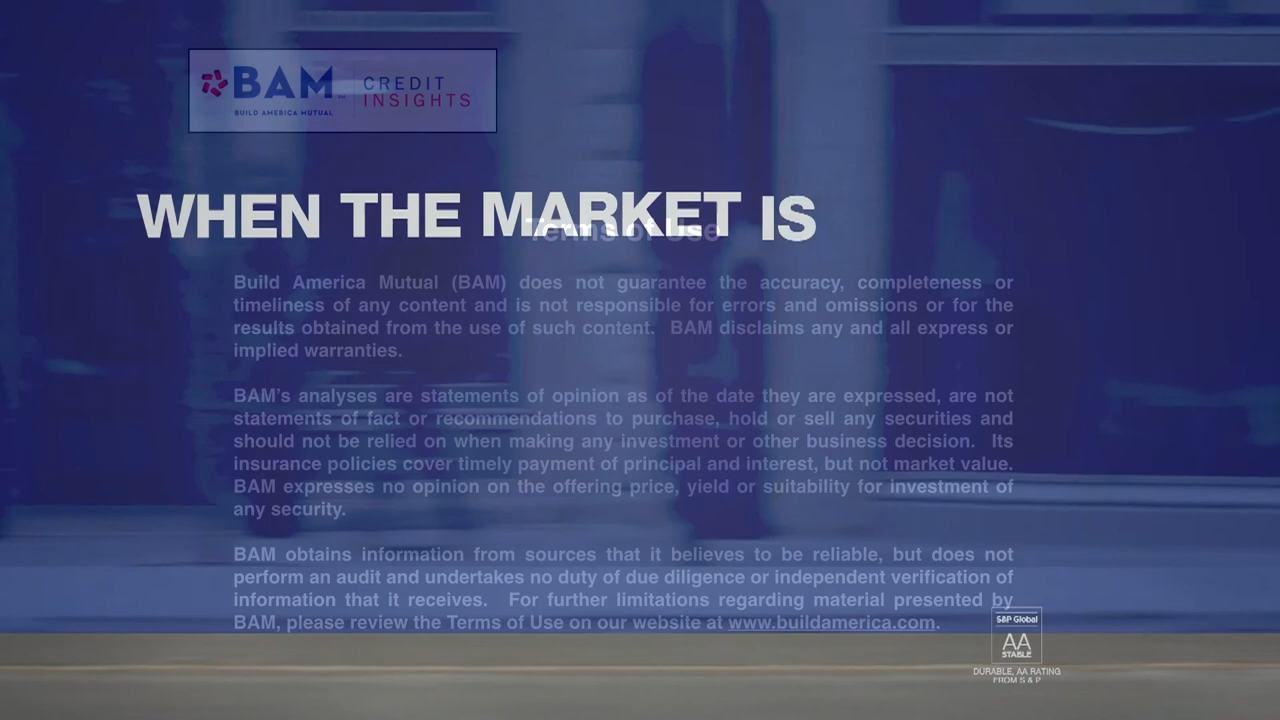 BAM
BUILD AMERICA MUTUAL
CREDIT
INSIGHTS
WHEN THE MARKET IS
Terms of Use
Build America Mutual (BAM) does not guarantee the accuracy, completeness or
timeliness of any content and is not responsible for errors and omissions or for the
results obtained from the use of such content. BAM disclaims any and all express or
implied warranties.
BAM's analyses are statements of opinion as of the date they are expressed, are not
statements of fact or recommendations to purchase, hold or sell any securities and
should not be relied on when making any investment or other business decision. Its
insurance policies cover timely payment of principal and interest, but not market value.
BAM expresses no opinion on the offering price, yield or suitability for investment of
any security.
BAM obtains information from sources that it believes to be reliable, but does not
perform an audit and undertakes no duty of due diligence or independent verification of
information that it receives. For further limitations regarding material presented by
BAM, please review the Terms of Use on our website at www.buildamerica.com.
S&P Global
AA
STABLE
DURABLE, AA RATING
FROM S & P